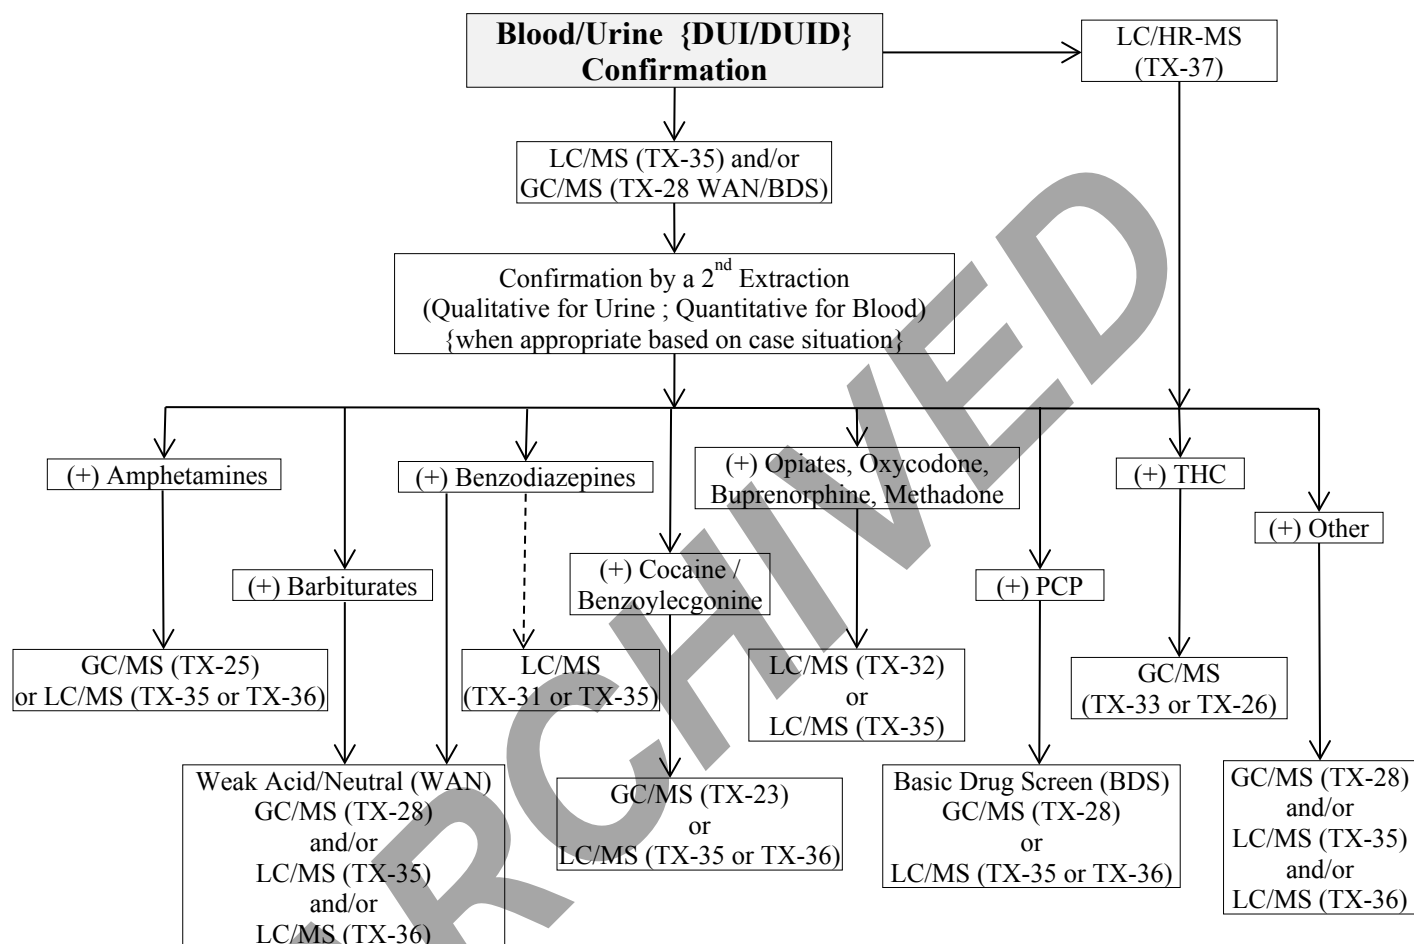 Blood/Urine {DUI/DUID}
Confirmation
LC/HR-MS
(TX-37)
LC/MS (TX-35) and/or
GC/MS (TX-28 WAN/BDS)
Confirmation by a 2nd Extraction
(Qualitative for Urine ; Quantitative for Blood)
{when appropriate based on case situation}
(+) Amphetamines
(+) Benzodiazepines
(+) Opiates, Oxycodone,
Buprenorphine, Methadone
(+) THC
(+) Other
(+) Barbiturates
(+) Cocaine /
Benzoylecgonine
(+) PCP
GC/MS (TX-25)
or LC/MS (TX-35 or TX-36)
LC/MS
(TX-31 or TX-35)
LC/MS (TX-32)
or
LC/MS (TX-35)
GC/MS
(TX-33 or TX-26)
Weak Acid/Neutral (WAN)
GC/MS (TX-28)
and/or
LC/MS (TX-35)
and/or
LC/MS (TX-36)
GC/MS (TX-23)
or
LC/MS (TX-35 or TX-36)
Basic Drug Screen (BDS)
GC/MS (TX-28)
or
LC/MS (TX-35 or TX-36)
GC/MS (TX-28)
and/or
LC/MS (TX-35)
and/or
LC/MS (TX-36)
ARCHIVED